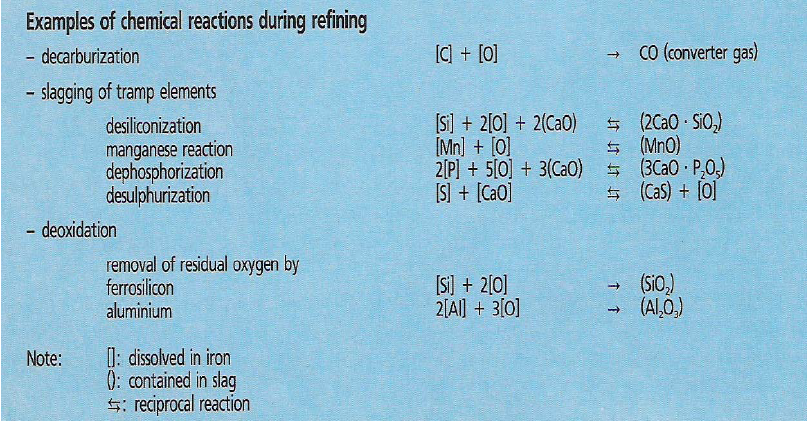 Examples of chemical reactions during refining
– decarburization [C] + [O] → CO (converter gas)
– slagging of tramp elements
desiliconization [Si] + 2[O] + 2(CaO) ⇆ (2CaO · SiO₂)
manganese reaction [Mn] + [O] ⇆ (MnO)
dephosphorization 2[P] + 5[O] + 3(CaO) ⇆ (3CaO · P₂O₅)
desulphurization [S] + [CaO] ⇆ (CaS) + [O]
– deoxidation
removal of residual oxygen by
ferrosilicon [Si] + 2[O] → (SiO₂)
aluminium 2[Al] + 3[O] → (Al₂O₃)
Note: []: dissolved in iron
(): contained in slag
⇆: reciprocal reaction